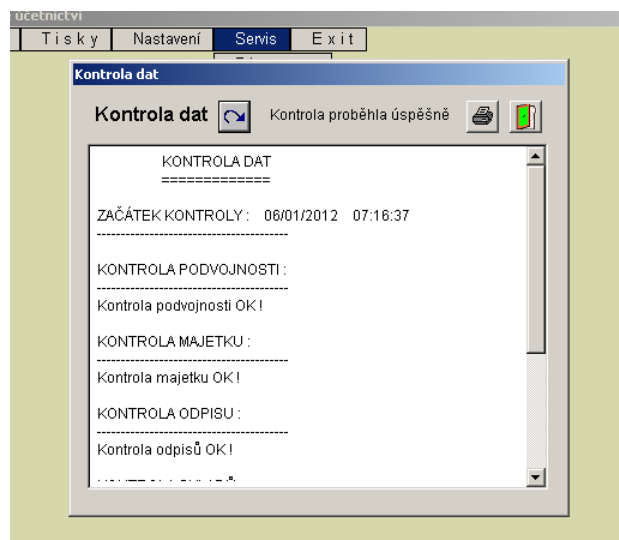 účetnictví
Tisky Nastavení Servis Exit
Kontrola dat
Kontrola dat Kontrola proběhla úspěšně
KONTROLA DAT
=============
ZAČÁTEK KONTROLY : 06/01/2012 07:16:37
----------------------------------------
KONTROLA PODVOJNOSTI :
----------------------------------------
Kontrola podvojnosti OK !
KONTROLA MAJETKU :
----------------------------------------
Kontrola majetku OK !
KONTROLA ODPISU :
----------------------------------------
Kontrola odpisů OK !